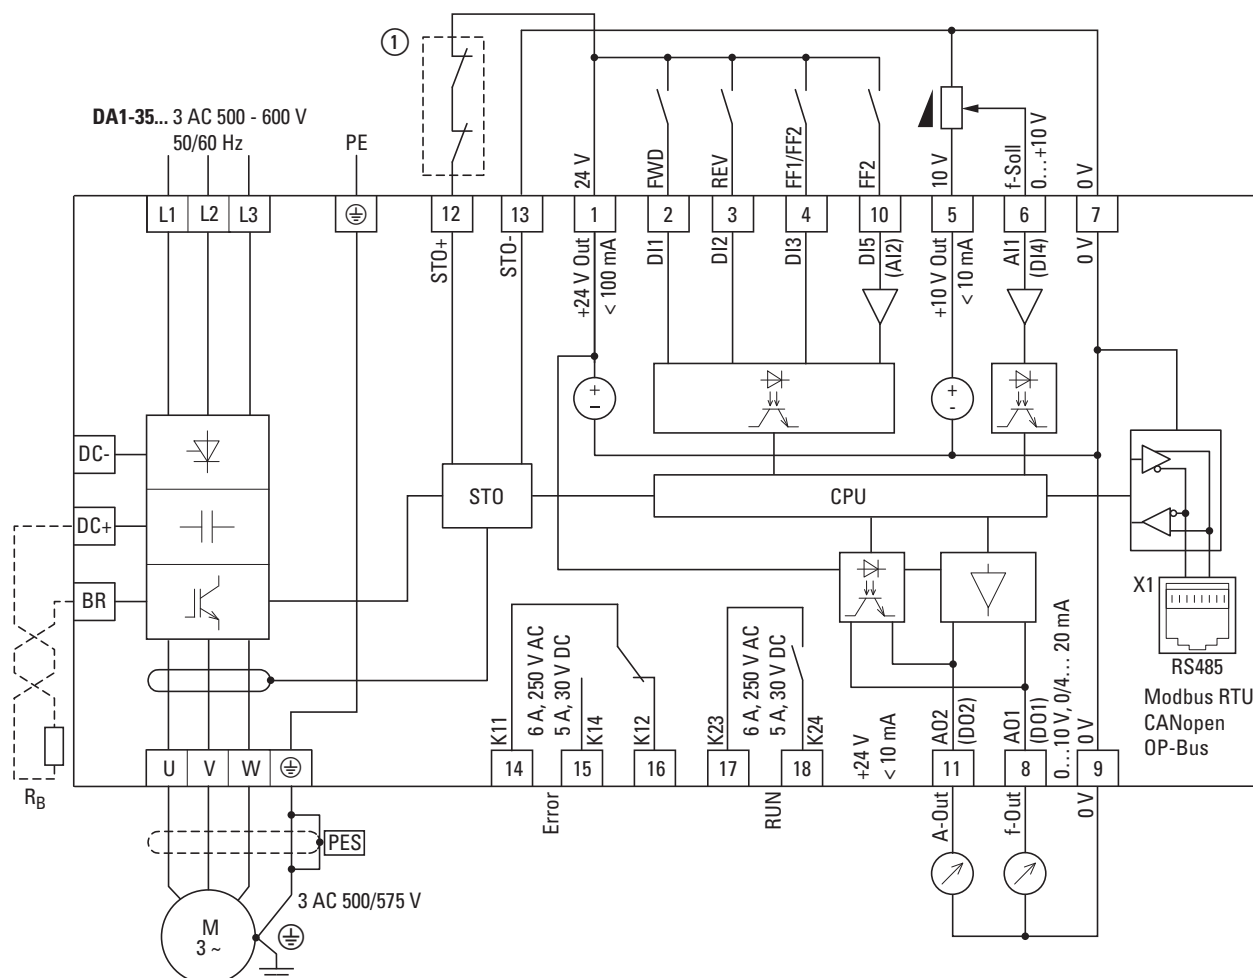 1
DA1-35... 3 AC 500 - 600 V
50/60 Hz
PE
24 V
FWD
REV
FF1/FF2
FF2
10 V
f-Soll
0...+10 V
0 V
L1
L2
L3
12
13
1
2
3
4
10
5
6
7
STO+
STO-
+24 V Out
< 100 mA
DI1
DI2
DI3
DI5
(AI2)
+10 V Out
< 10 mA
AI1
(DI4)
0 V
+
-
+
-
DC-
DC+
BR
STO
CPU
X1
RS485
Modbus RTU
CANopen
OP-Bus
K11
6 A, 250 V AC
5 A, 30 V DC
K14
K12
K23
6 A, 250 V AC
5 A, 30 V DC
K24
+24 V
< 10 mA
AO2
(DO2)
AO1
(DO1)
0...10 V, 0/4... 20 mA
0 V
U
V
W
14
15
16
17
18
11
8
9
RB
Error
RUN
A-Out
f-Out
0 V
PES
3 AC 500/575 V
M
3 ~